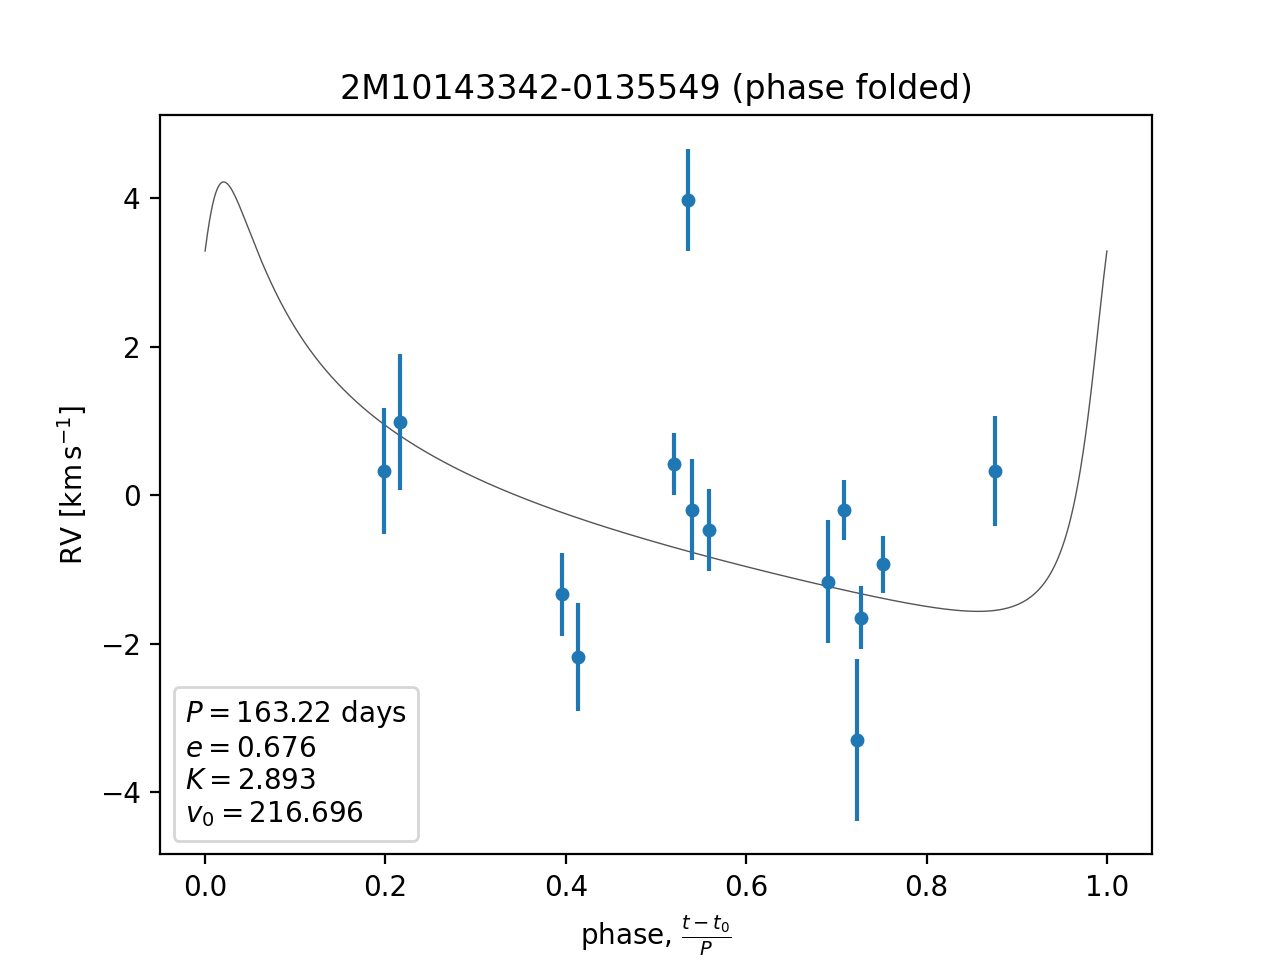 2M10143342-0135549 (phase folded)
RV [km s⁻¹]
4
2
0
−2
−4
P = 163.22 days
e = 0.676
K = 2.893
v₀ = 216.696
0.0 0.2 0.4 0.6 0.8 1.0
phase, (t − t₀)/P